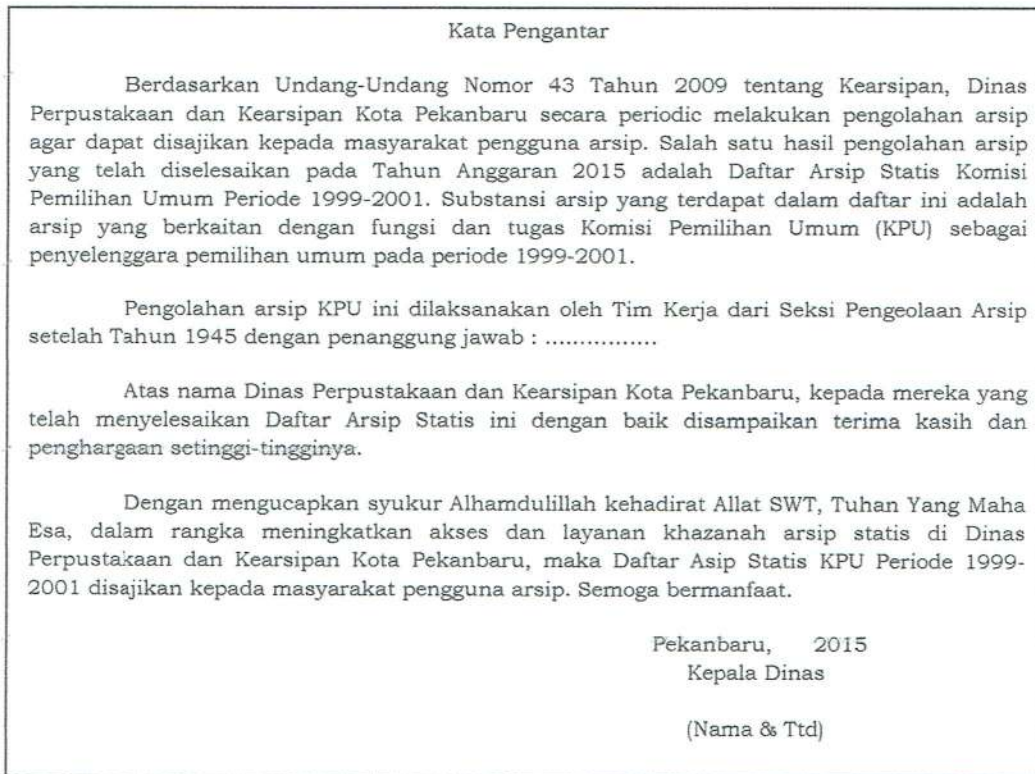 Kata Pengantar
Berdasarkan Undang-Undang Nomor 43 Tahun 2009 tentang Kearsipan, Dinas
Perpustakaan dan Kearsipan Kota Pekanbaru secara periodic melakukan pengolahan arsip
agar dapat disajikan kepada masyarakat pengguna arsip. Salah satu hasil pengolahan arsip
yang telah diselesaikan pada Tahun Anggaran 2015 adalah Daftar Arsip Statis Komisi
Pemilihan Umum Periode 1999-2001. Substansi arsip yang terdapat dalam daftar ini adalah
arsip yang berkaitan dengan fungsi dan tugas Komisi Pemilihan Umum (KPU) sebagai
penyelenggara pemilihan umum pada periode 1999-2001.
Pengolahan arsip KPU ini dilaksanakan oleh Tim Kerja dari Seksi Pengeolaan Arsip
setelah Tahun 1945 dengan penanggung jawab : ................
Atas nama Dinas Perpustakaan dan Kearsipan Kota Pekanbaru, kepada mereka yang
telah menyelesaikan Daftar Arsip Statis ini dengan baik disampaikan terima kasih dan
penghargaan setinggi-tingginya.
Dengan mengucapkan syukur Alhamdulillah kehadirat Allat SWT, Tuhan Yang Maha
Esa, dalam rangka meningkatkan akses dan layanan khazanah arsip statis di Dinas
Perpustakaan dan Kearsipan Kota Pekanbaru, maka Daftar Asip Statis KPU Periode 1999-
2001 disajikan kepada masyarakat pengguna arsip. Semoga bermanfaat.
Pekanbaru, 2015
Kepala Dinas
(Nama & Ttd)